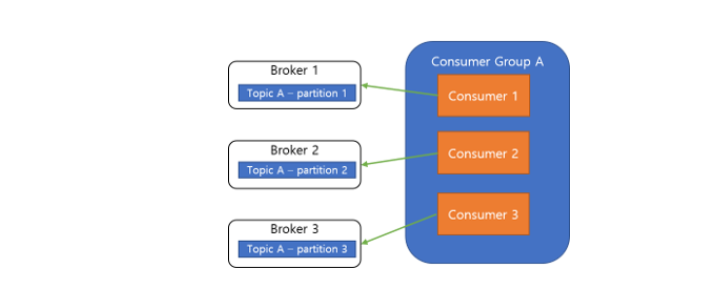 Broker 1
Topic A – partition 1
Broker 2
Topic A – partition 2
Broker 3
Topic A – partition 3
Consumer Group A
Consumer 1
Consumer 2
Consumer 3